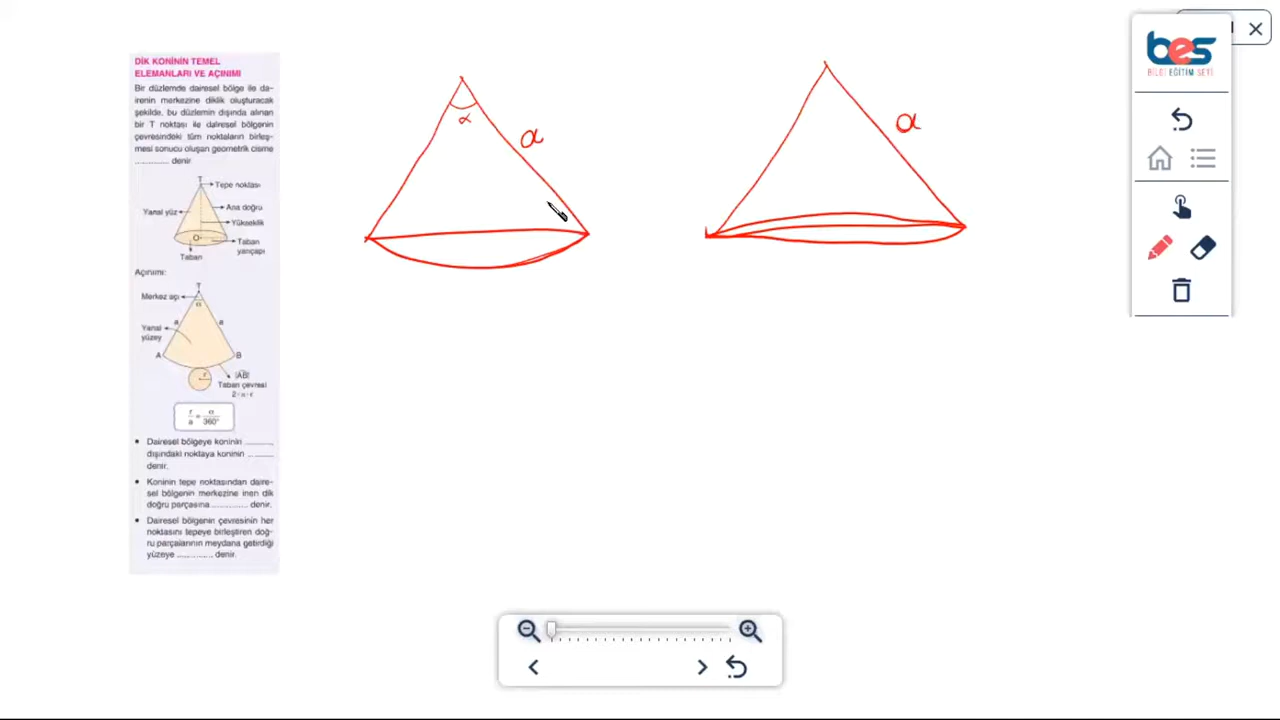 DİK KONİNİN TEMEL
ELEMANLARI VE AÇINIMI
Bir düzlemde dairesel bölge ile da-
irenin merkezine diklik oluşturacak
şekilde, bu düzlemin dışında alınan
bir T noktası ile dairesel bölgenin
çevresindeki tüm noktaların birleş-
mesi sonucu oluşan geometrik cisme
.............. denir.
T
Tepe noktası
Yanal yüz
Ana doğru
Yükseklik
O
Taban
yarıçapı
Taban
Açınımı:
T
Merkez açı
α
a
a
Yanal
yüzey
A
B
r
|AB|
Taban çevresi
2·π·r
r/a = α/360°
• Dairesel bölgeye koninin ..........,
dışındaki noktaya koninin ..........
denir.
• Koninin tepe noktasından daire-
sel bölgenin merkezine inen dik
doğru parçasına .............. denir.
• Dairesel bölgenin çevresinin her
noktasını tepeye birleştiren doğ-
ru parçalarının meydana getirdiği
yüzeye .............. denir.
α
a
a
bes
BİLGİ EĞİTİM SETİ